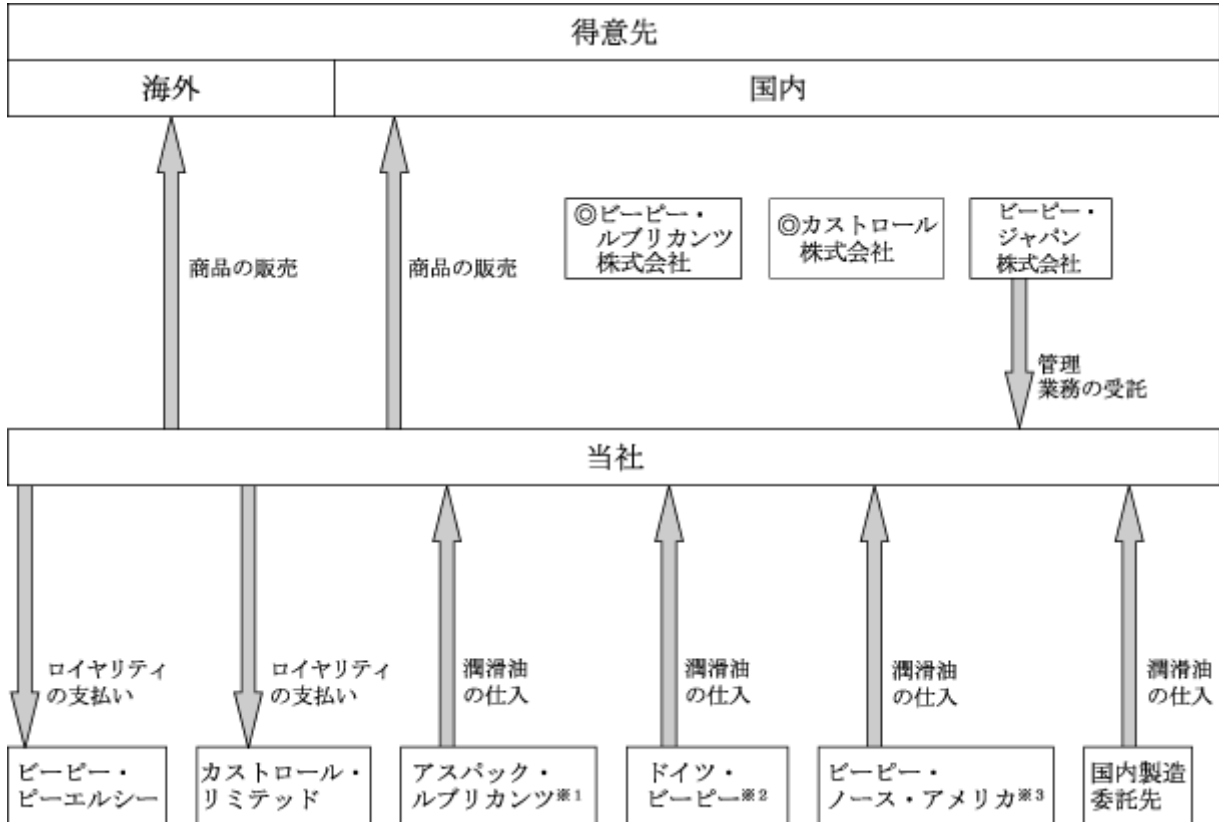 得意先
海外
国内
◎ビーピー・
ルブリカンツ
株式会社
◎カストロール
株式会社
ビーピー・
ジャパン
株式会社
商品の販売
商品の販売
管理
業務の受託
当社
ロイヤリティ
の支払い
ロイヤリティ
の支払い
潤滑油
の仕入
潤滑油
の仕入
潤滑油
の仕入
潤滑油
の仕入
ビーピー・
ピーエルシー
カストロール・
リミテッド
アスパック・
ルブリカンツ※1
ドイツ・
ビーピー※2
ビーピー・
ノース・アメリカ※3
国内製造
委託先